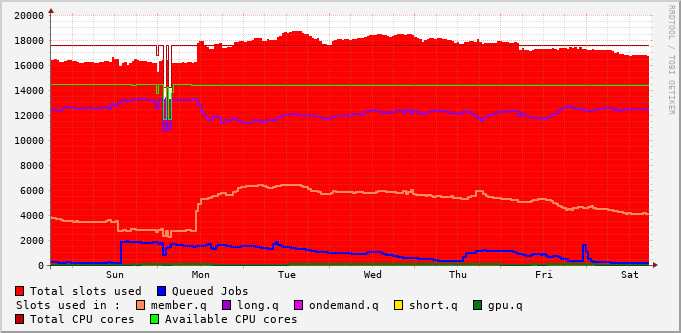 RRDTOOL / TOBI OETIKER
20000
18000
16000
14000
12000
10000
8000
6000
4000
2000
0
Sun Mon Tue Wed Thu Fri Sat
Total slots used Queued Jobs
Slots used in : member.q long.q ondemand.q short.q gpu.q
Total CPU cores Available CPU cores